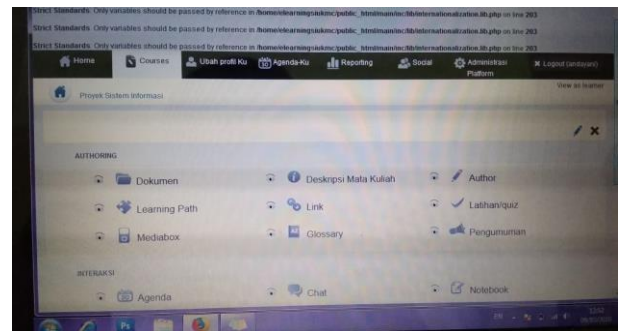 Strict Standards: Only variables should be passed by reference in /home/elearningsiukmc/public_html/main/inc/lib/internationalization.lib.php on line 203
Strict Standards: Only variables should be passed by reference in /home/elearningsiukmc/public_html/main/inc/lib/internationalization.lib.php on line 203
Strict Standards: Only variables should be passed by reference in /home/elearningsiukmc/public_html/main/inc/lib/internationalization.lib.php on line 203
Home Courses Ubah profil Ku Agenda-Ku Reporting Social Administrasi Platform Logout (andayani)
Proyek Sistem Informasi View as learner
AUTHORING
Dokumen Deskripsi Mata Kuliah Author
Learning Path Link Latihan/quiz
Mediabox Glossary Pengumuman
INTERAKSI
Agenda Chat Notebook
EN